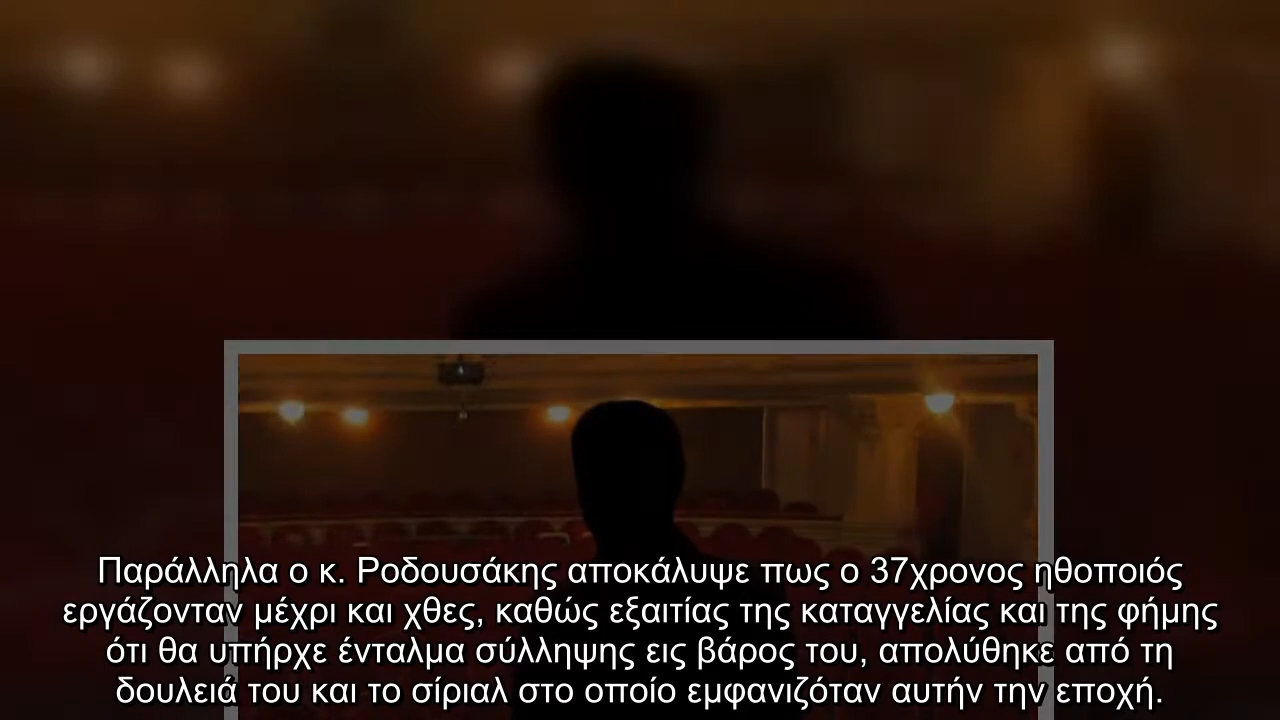 Παράλληλα ο κ. Ροδουσάκης αποκάλυψε πως ο 37χρονος ηθοποιός
εργάζονταν μέχρι και χθες, καθώς εξαιτίας της καταγγελίας και της φήμης
ότι θα υπήρχε ένταλμα σύλληψης εις βάρος του, απολύθηκε από τη
δουλειά του και το σίριαλ στο οποίο εμφανιζόταν αυτήν την εποχή.